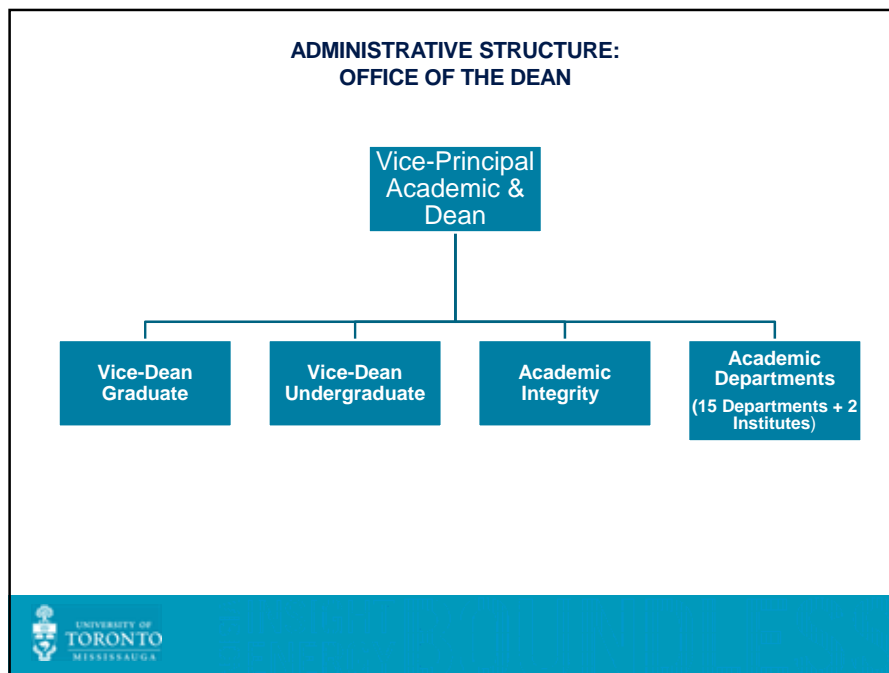 ADMINISTRATIVE STRUCTURE:
OFFICE OF THE DEAN
Vice-Principal
Academic &
Dean
Vice-Dean
Graduate
Vice-Dean
Undergraduate
Academic
Integrity
Academic
Departments
(15 Departments + 2
Institutes)
UNIVERSITY OF
TORONTO
MISSISSAUGA